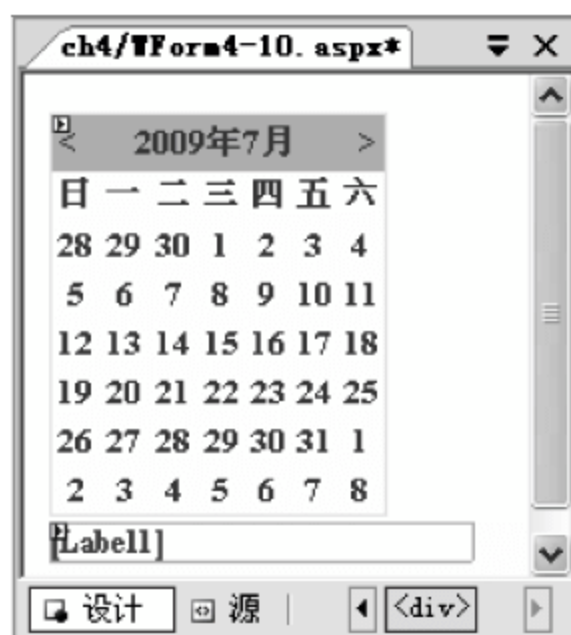 ch4/WForm4-10. aspx*
< 2009年7月 >
日 一 二 三 四 五 六
28 29 30 1 2 3 4
5 6 7 8 9 10 11
12 13 14 15 16 17 18
19 20 21 22 23 24 25
26 27 28 29 30 31 1
2 3 4 5 6 7 8
[Label1]
设计 源 <div>